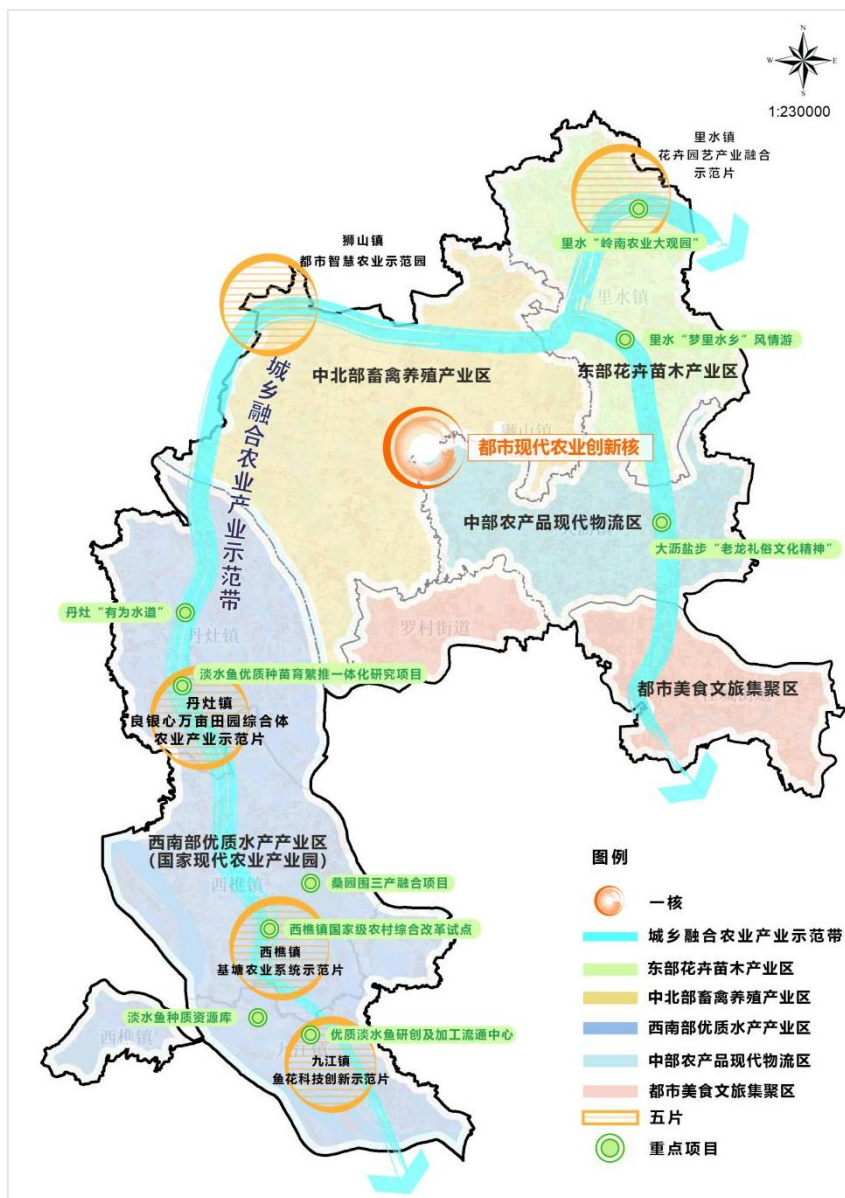 N
W
E
S
1:230000
里水镇
花卉园艺产业融合
示范片
里水“岭南农业大观园”
狮山镇
都市智慧农业示范园
里水镇
里水“梦里水乡”风情游
中北部畜禽养殖产业区
东部花卉苗木产业区
城乡融合农业产业示范带
狮山镇
都市现代农业创新核
中部农产品现代物流区
大沥盐步“老龙礼俗文化精神”
丹灶“有为水道”
丹灶镇
罗村街道
淡水鱼优质种苗育繁推一体化研究项目
都市美食文旅集聚区
丹灶镇
良银心万亩田园综合体
农业产业示范片
西南部优质水产产业区
(国家现代农业产业园)
西樵镇
桑园围三产融合项目
西樵镇国家级农村综合改革试点
西樵镇
基塘农业系统示范片
淡水鱼种质资源库
西樵镇
优质淡水鱼研创及加工流通中心
九江镇
九江镇
鱼花科技创新示范片
图例
一核
城乡融合农业产业示范带
东部花卉苗木产业区
中北部畜禽养殖产业区
西南部优质水产产业区
中部农产品现代物流区
都市美食文旅集聚区
五片
重点项目